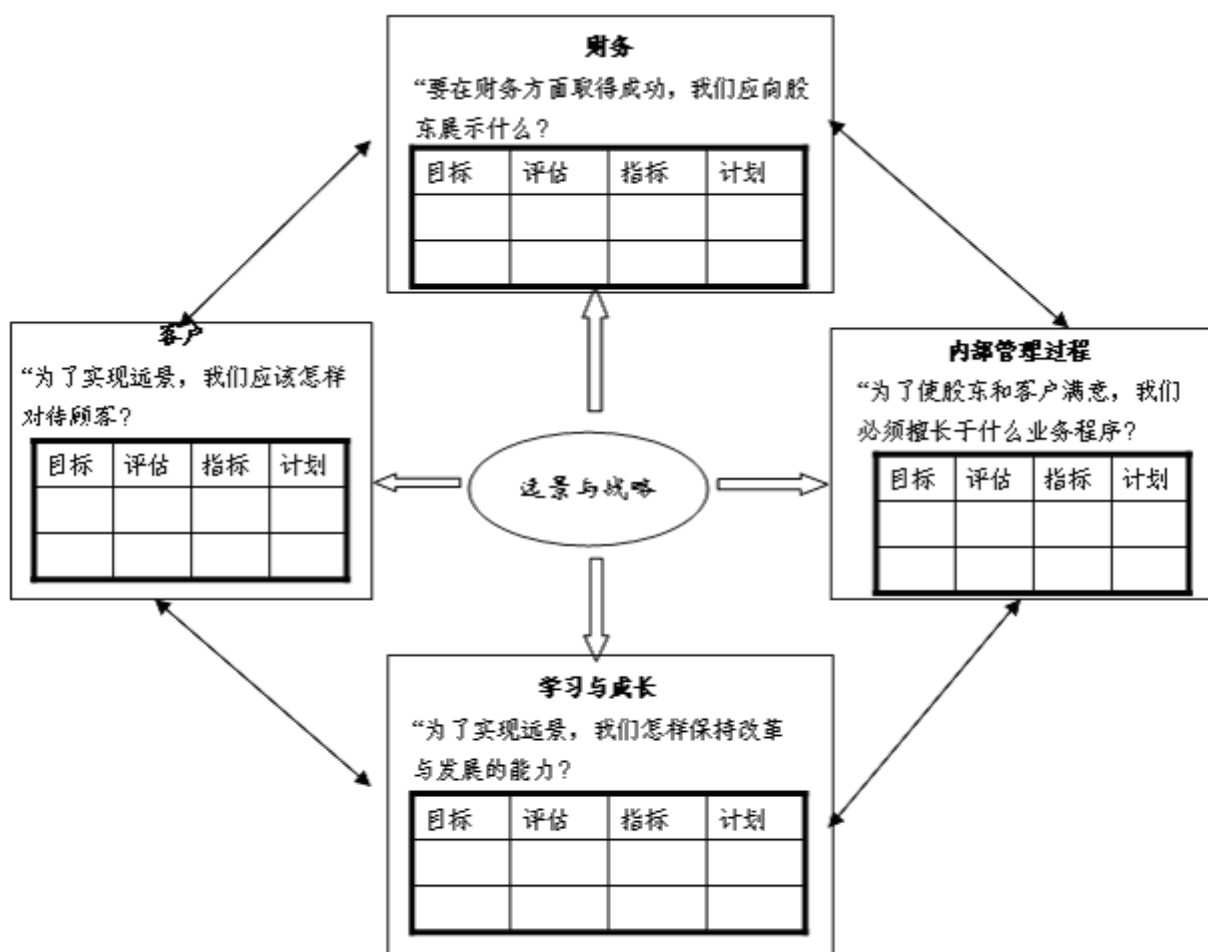 财务
“要在财务方面取得成功，我们应向股
东展示什么？
目标 评估 指标 计划
客户
“为了实现远景，我们应该怎样
对待顾客？
目标 评估 指标 计划
远景与战略
内部管理过程
“为了使股东和客户满意，我们
必须擅长于什么业务程序？
目标 评估 指标 计划
学习与成长
“为了实现远景，我们怎样保持改革
与发展的能力？
目标 评估 指标 计划